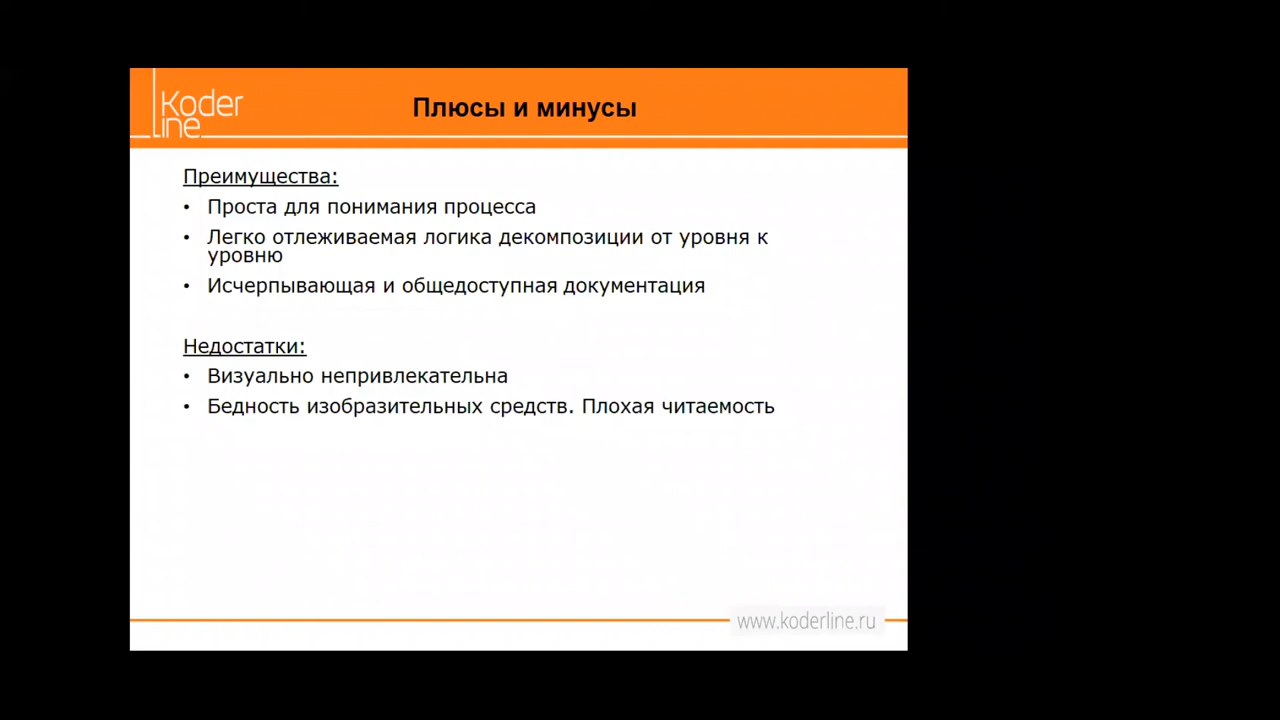 Koder
line
Плюсы и минусы
Преимущества:
• Проста для понимания процесса
• Легко отлеживаемая логика декомпозиции от уровня к
уровню
• Исчерпывающая и общедоступная документация
Недостатки:
• Визуально непривлекательна
• Бедность изобразительных средств. Плохая читаемость
www.koderline.ru